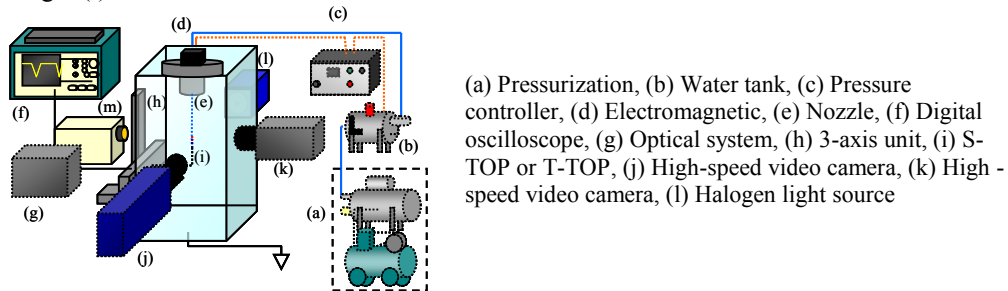 (c)
(d)
(l)
(f)
(m)
(h)
(e)
(b)
(i)
(k)
(g)
(a)
(j)
(a) Pressurization, (b) Water tank, (c) Pressure
controller, (d) Electromagnetic, (e) Nozzle, (f) Digital
oscilloscope, (g) Optical system, (h) 3-axis unit, (i) S-
TOP or T-TOP, (j) High-speed video camera, (k) High -
speed video camera, (l) Halogen light source